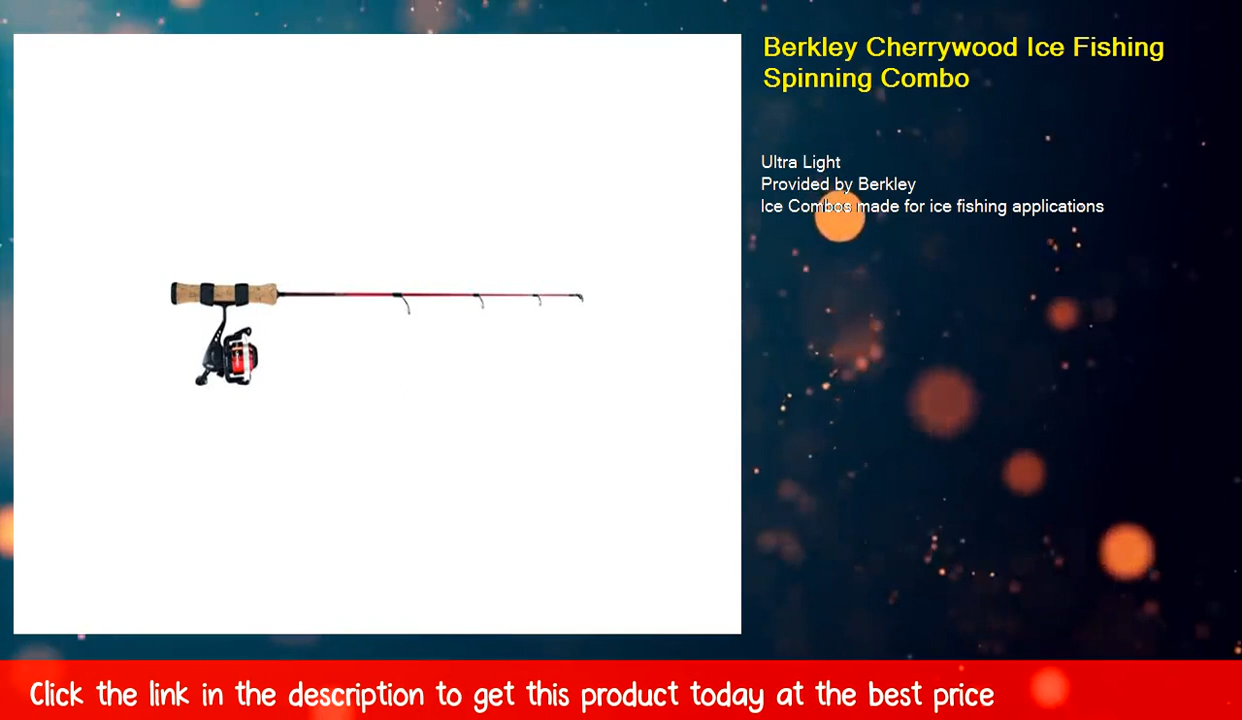 Berkley Cherrywood Ice Fishing
Spinning Combo
Ultra Light
Provided by Berkley
Ice Combos made for ice fishing applications
Click the link in the description to get this product today at the best price